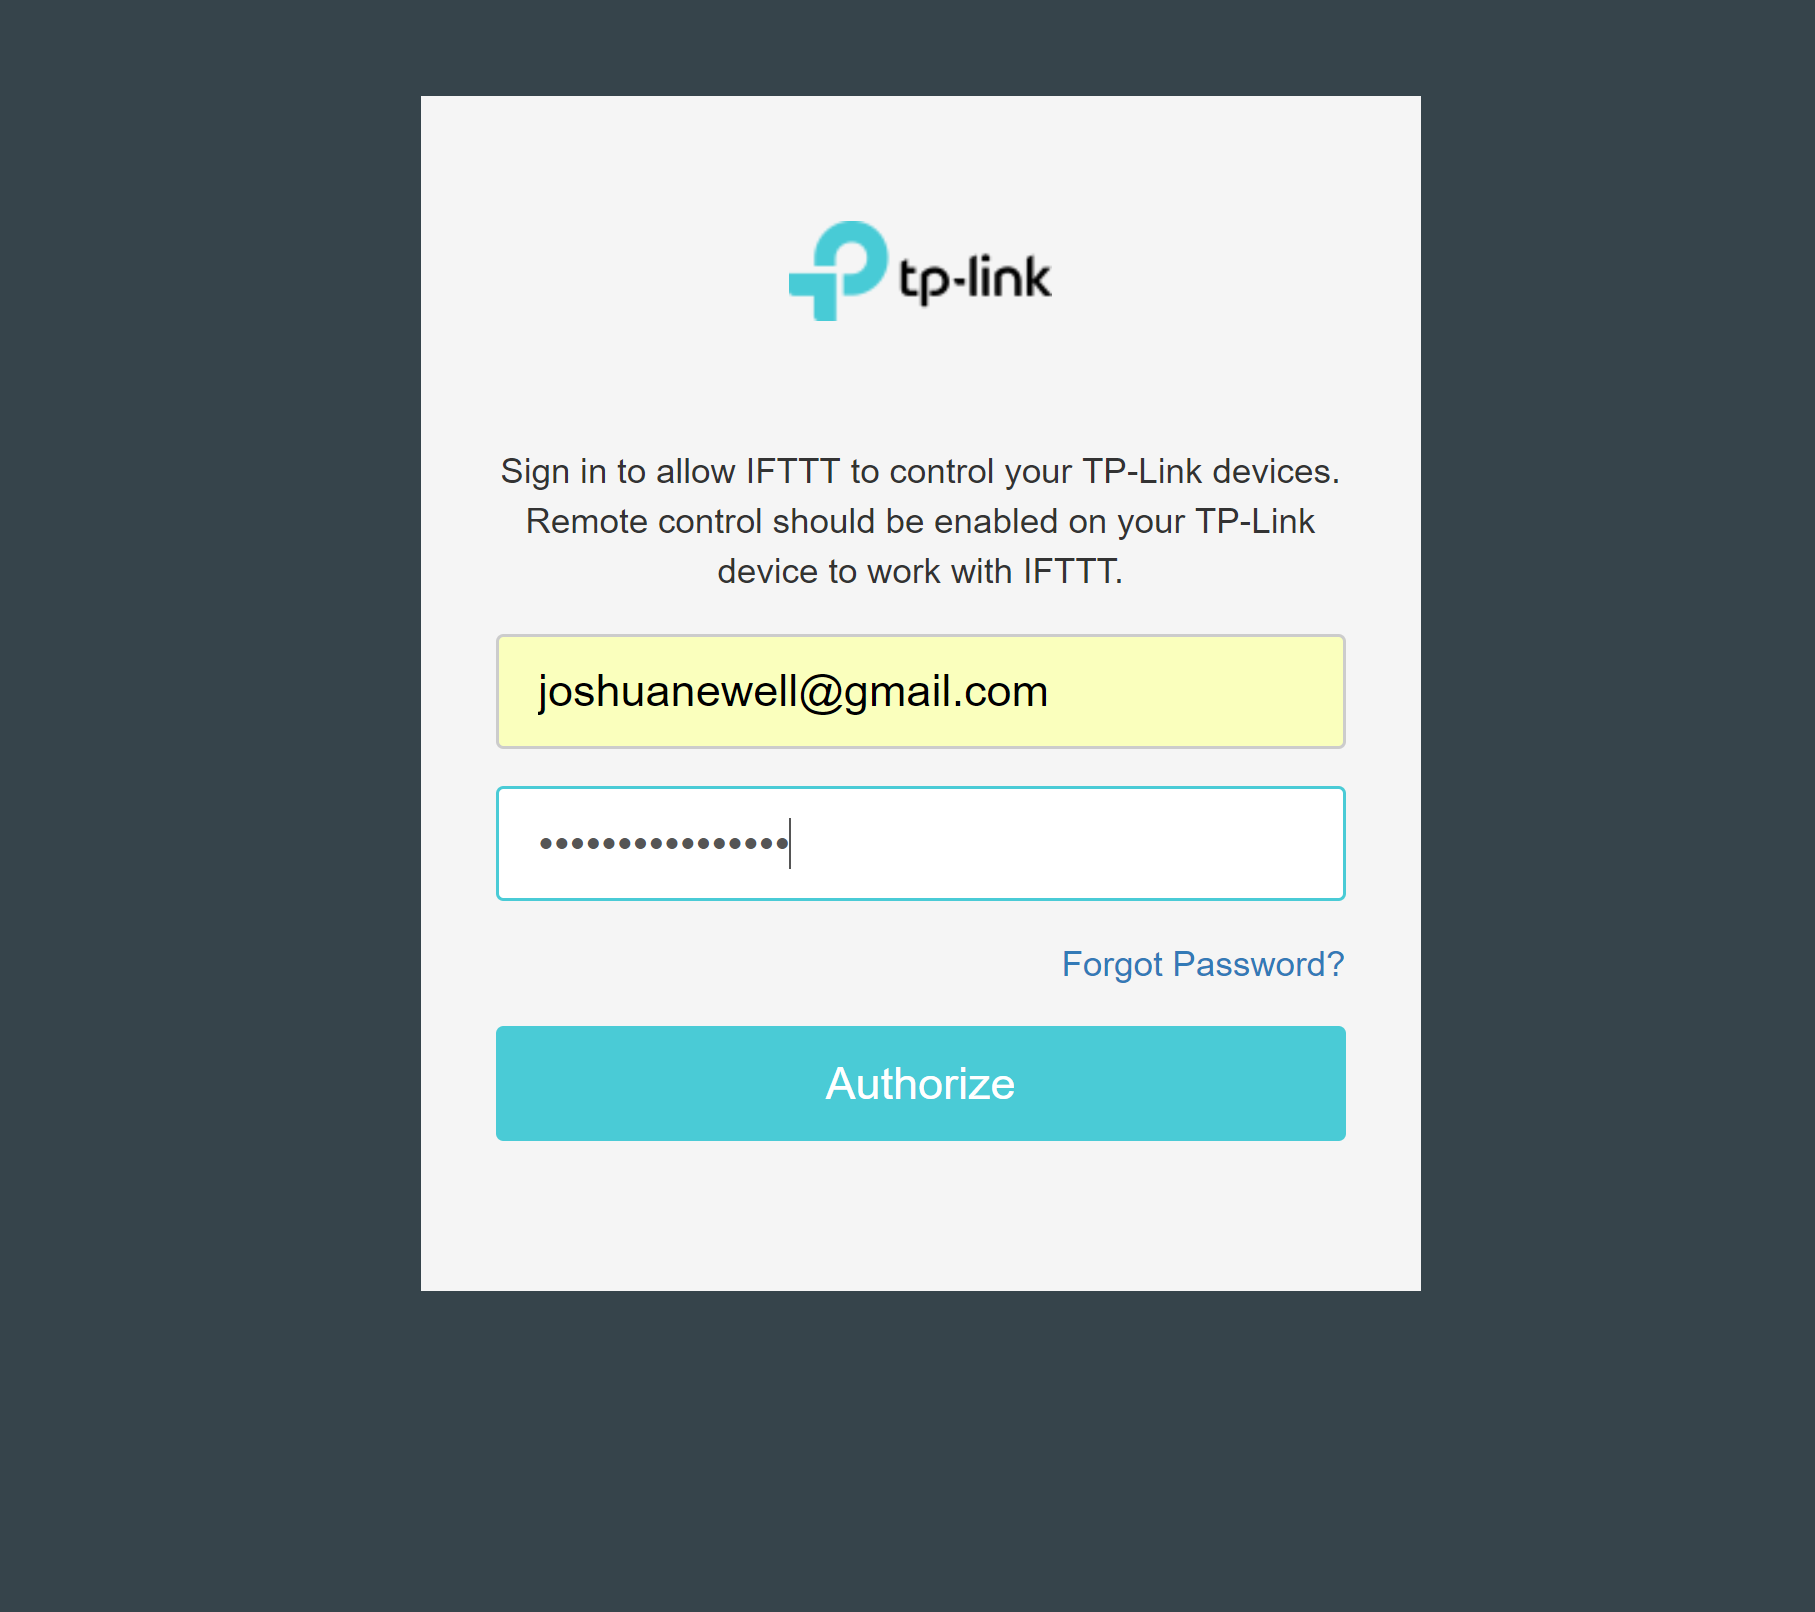 tp-link
Sign in to allow IFTTT to control your TP-Link devices.
Remote control should be enabled on your TP-Link
device to work with IFTTT.
joshuanewell@gmail.com
••••••••••••••••
Forgot Password?
Authorize